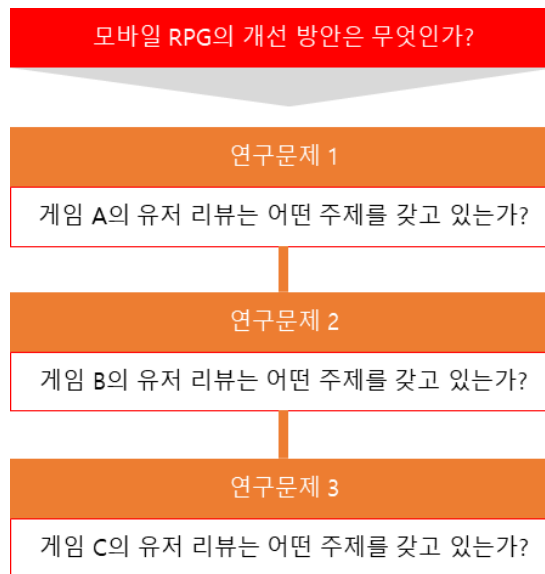 모바일 RPG의 개선 방안은 무엇인가?
연구문제 1
게임 A의 유저 리뷰는 어떤 주제를 갖고 있는가?
연구문제 2
게임 B의 유저 리뷰는 어떤 주제를 갖고 있는가?
연구문제 3
게임 C의 유저 리뷰는 어떤 주제를 갖고 있는가?